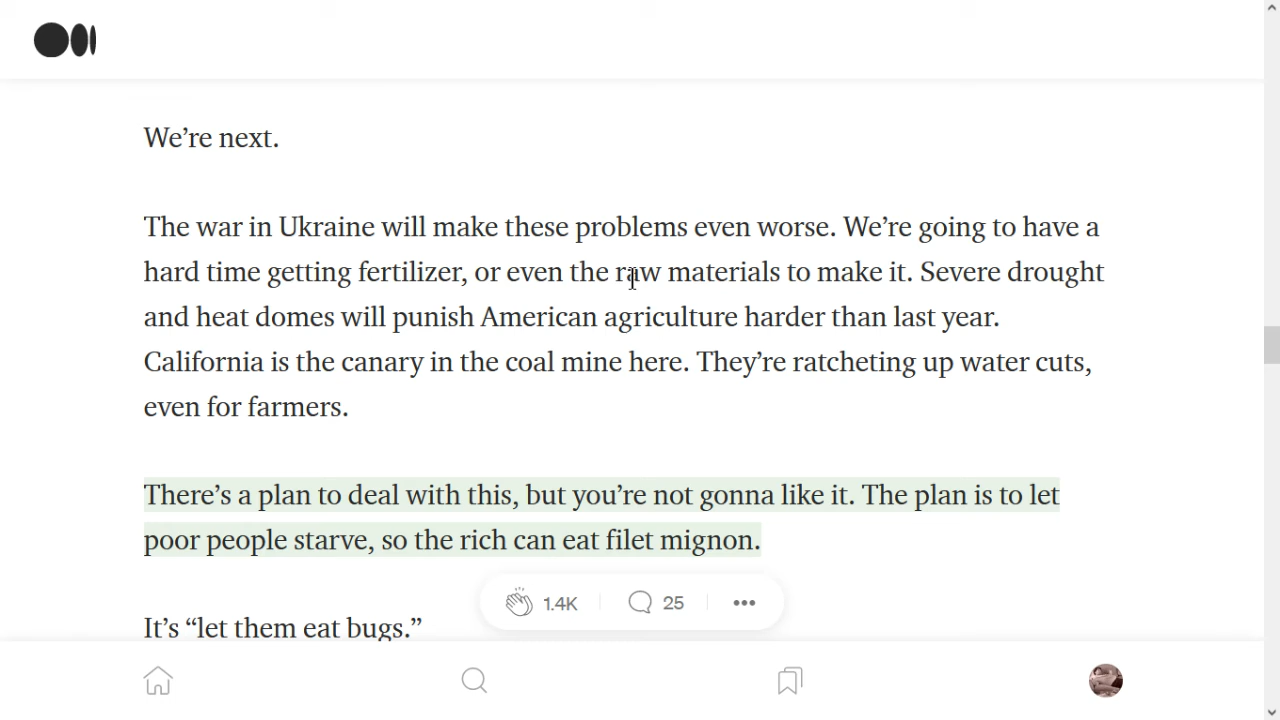 We’re next.
The war in Ukraine will make these problems even worse. We’re going to have a
hard time getting fertilizer, or even the raw materials to make it. Severe drought
and heat domes will punish American agriculture harder than last year.
California is the canary in the coal mine here. They’re ratcheting up water cuts,
even for farmers.
There’s a plan to deal with this, but you’re not gonna like it. The plan is to let
poor people starve, so the rich can eat filet mignon.
1.4K 25
It’s “let them eat bugs.”